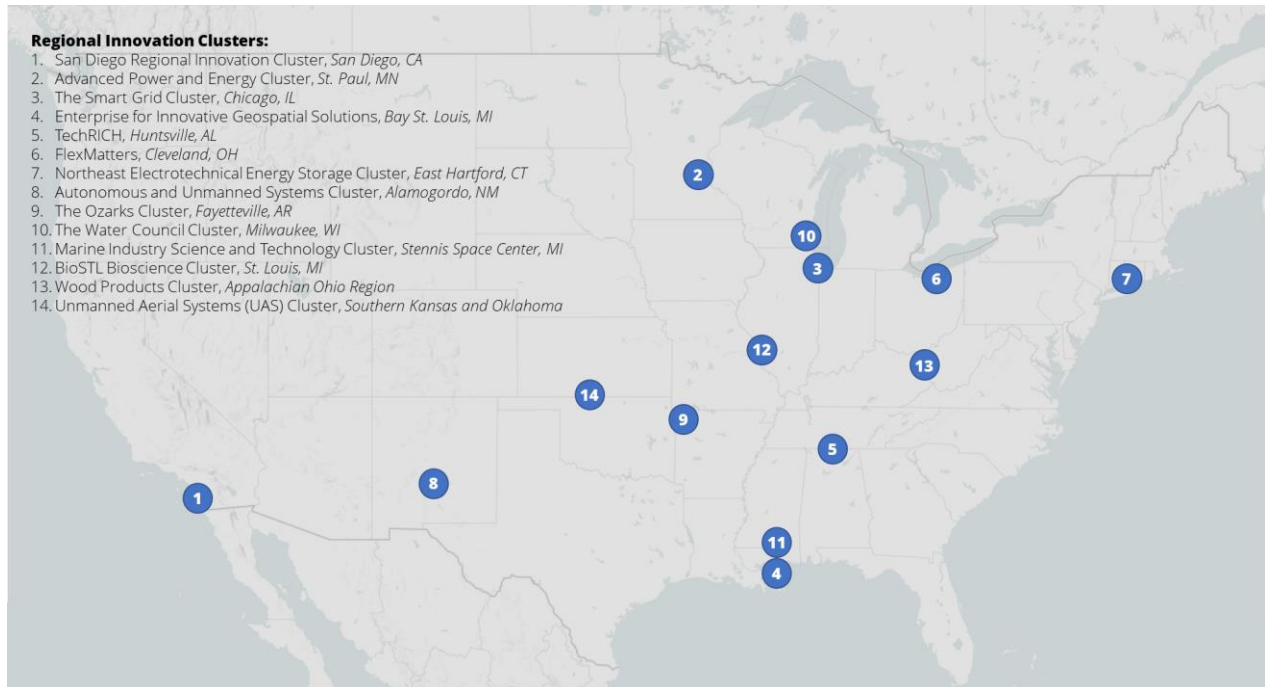 Regional Innovation Clusters:
1. San Diego Regional Innovation Cluster, San Diego, CA
2. Advanced Power and Energy Cluster, St. Paul, MN
3. The Smart Grid Cluster, Chicago, IL
4. Enterprise for Innovative Geospatial Solutions, Bay St. Louis, MI
5. TechRICH, Huntsville, AL
6. FlexMatters, Cleveland, OH
7. Northeast Electrotechnical Energy Storage Cluster, East Hartford, CT
8. Autonomous and Unmanned Systems Cluster, Alamogordo, NM
9. The Ozarks Cluster, Fayetteville, AR
10. The Water Council Cluster, Milwaukee, WI
11. Marine Industry Science and Technology Cluster, Stennis Space Center, MI
12. BioSTL Bioscience Cluster, St. Louis, MI
13. Wood Products Cluster, Appalachian Ohio Region
14. Unmanned Aerial Systems (UAS) Cluster, Southern Kansas and Oklahoma
2
10
3
6
7
12
13
14
9
5
8
1
11
4